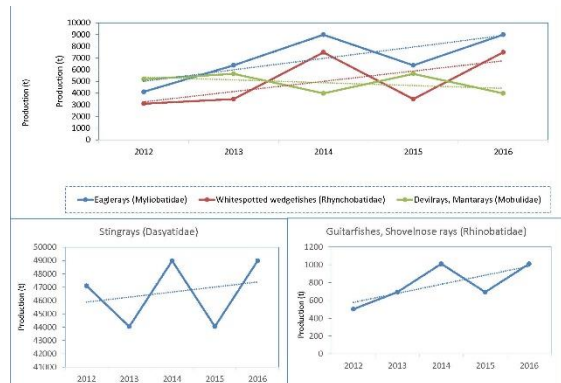 Production (t)
Production (t)
10000
9000
8000
7000
6000
5000
4000
3000
2000
1000
0
2012 2013 2014 2015 2016
Eaglerays (Myliobatidae) Whitespotted wedgefishes (Rhynchobatidae) Devilrays, Mantarays (Mobulidae)
Stingrays (Dasyatidae)
Production (t)
50000
49000
48000
47000
46000
45000
44000
43000
42000
41000
2012 2013 2014 2015 2016
Guitarfishes, Shovelnose rays (Rhinobatidae)
Production (t)
1200
1000
800
600
400
200
0
2012 2013 2014 2015 2016